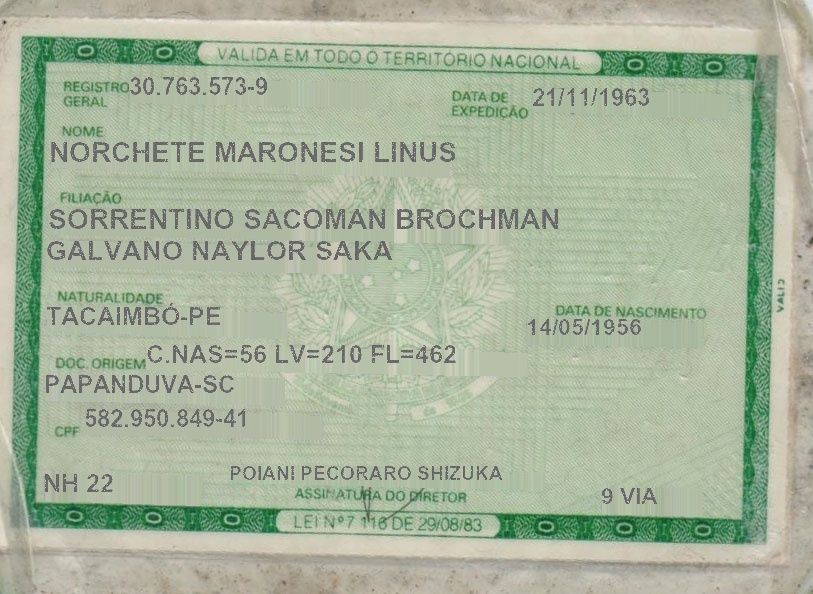 VALIDA EM TODO O TERRITÓRIO NACIONAL
REGISTRO GERAL 30.763.573-9 DATA DE EXPEDIÇÃO 21/11/1963
NOME
NORCHETE MARONESI LINUS
FILIAÇÃO
SORRENTINO SACOMAN BROCHMAN
GALVANO NAYLOR SAKA
NATURALIDADE
TACAIMBÓ-PE
DATA DE NASCIMENTO
14/05/1956
DOC. ORIGEM C.NAS=56 LV=210 FL=462
PAPANDUVA-SC
CPF 582.950.849-41
NH 22
POIANI PECORARO SHIZUKA
ASSINATURA DO DIRETOR
9 VIA
LEI Nº 7.116 DE 29/08/83